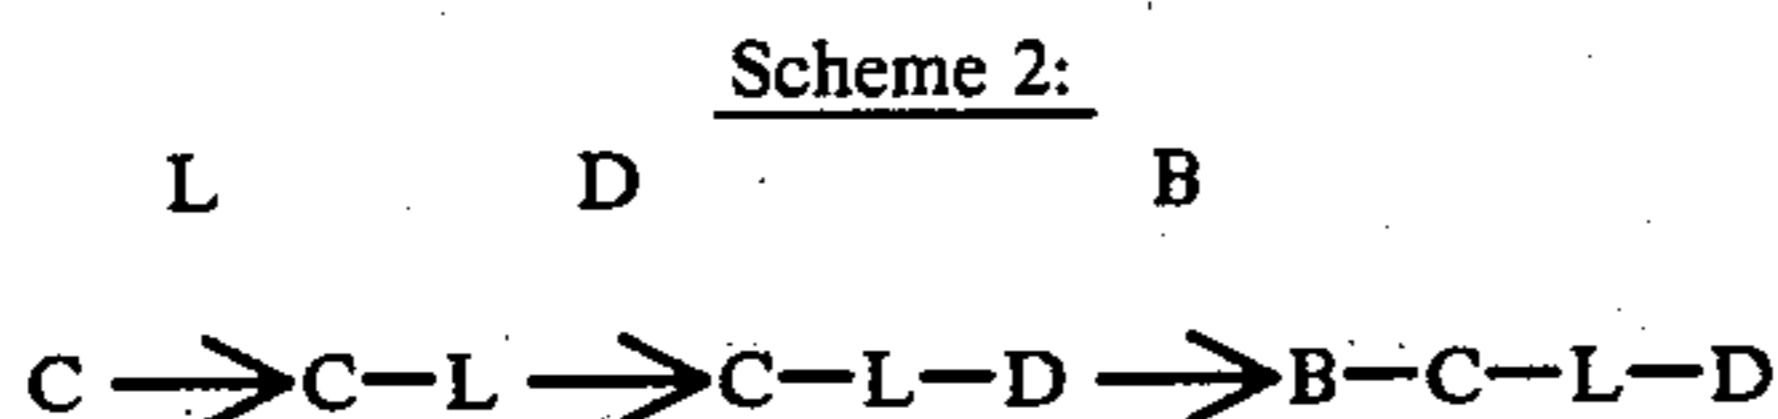 Scheme 2:
L D B
C → C—L → C—L—D → B—C—L—D